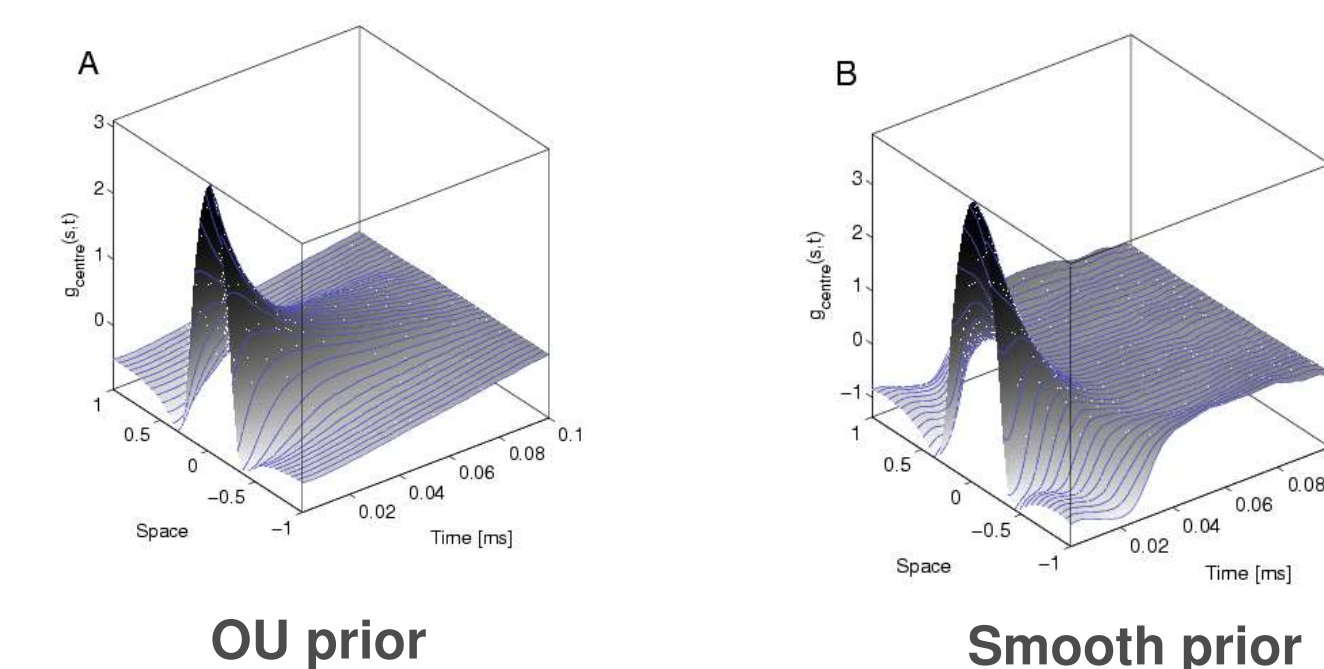 A
3
2
1
0
g_centre(s,t)
1
0.5
0
−0.5
−1
Space
0.02
0.04
0.06
0.08
0.1
Time [ms]
OU prior
B
3
2
1
0
−1
g_centre(s,t)
1
0.5
0
−0.5
−1
Space
0.02
0.04
0.06
0.08
Time [ms]
Smooth prior